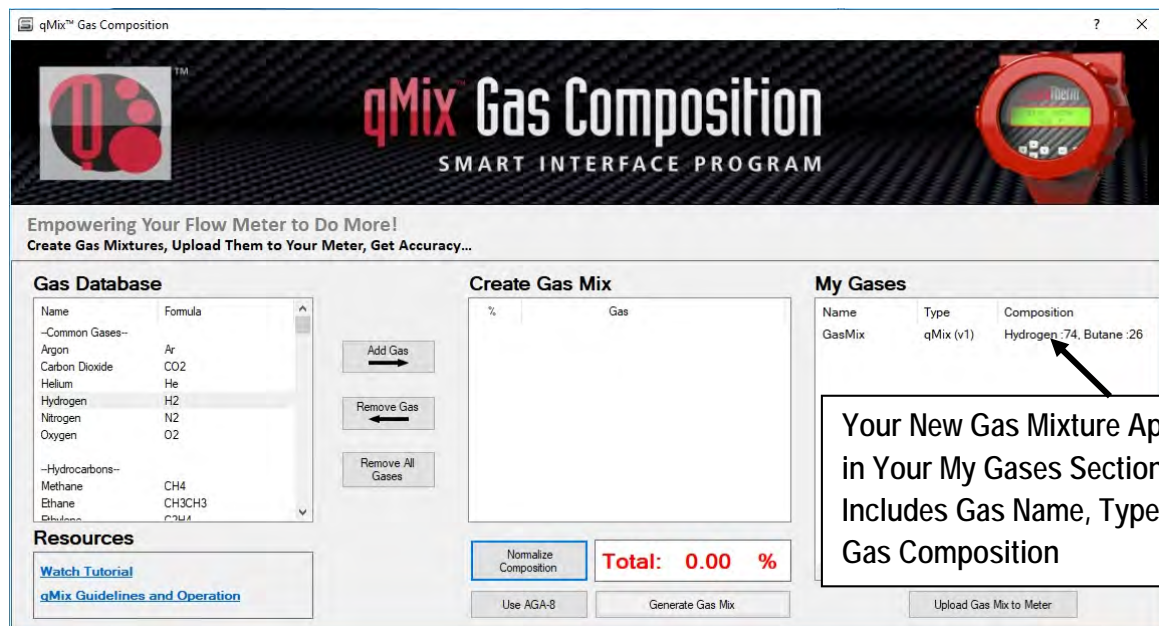 qMix™ Gas Composition
? ×
TM
qMix™ Gas Composition
SMART INTERFACE PROGRAM
Empowering Your Flow Meter to Do More!
Create Gas Mixtures, Upload Them to Your Meter, Get Accuracy...
Gas Database
Name Formula
--Common Gases--
Argon Ar
Carbon Dioxide CO2
Helium He
Hydrogen H2
Nitrogen N2
Oxygen O2
--Hydrocarbons--
Methane CH4
Ethane CH3CH3
Ethylene C2H4
Add Gas
Remove Gas
Remove All
Gases
Create Gas Mix
% Gas
Normalize
Composition
Total: 0.00 %
Use AGA-8
Generate Gas Mix
My Gases
Name Type Composition
GasMix qMix (v1) Hydrogen :74, Butane :26
Your New Gas Mixture Ap
in Your My Gases Section
Includes Gas Name, Type
Gas Composition
Upload Gas Mix to Meter
Resources
Watch Tutorial
qMix Guidelines and Operation